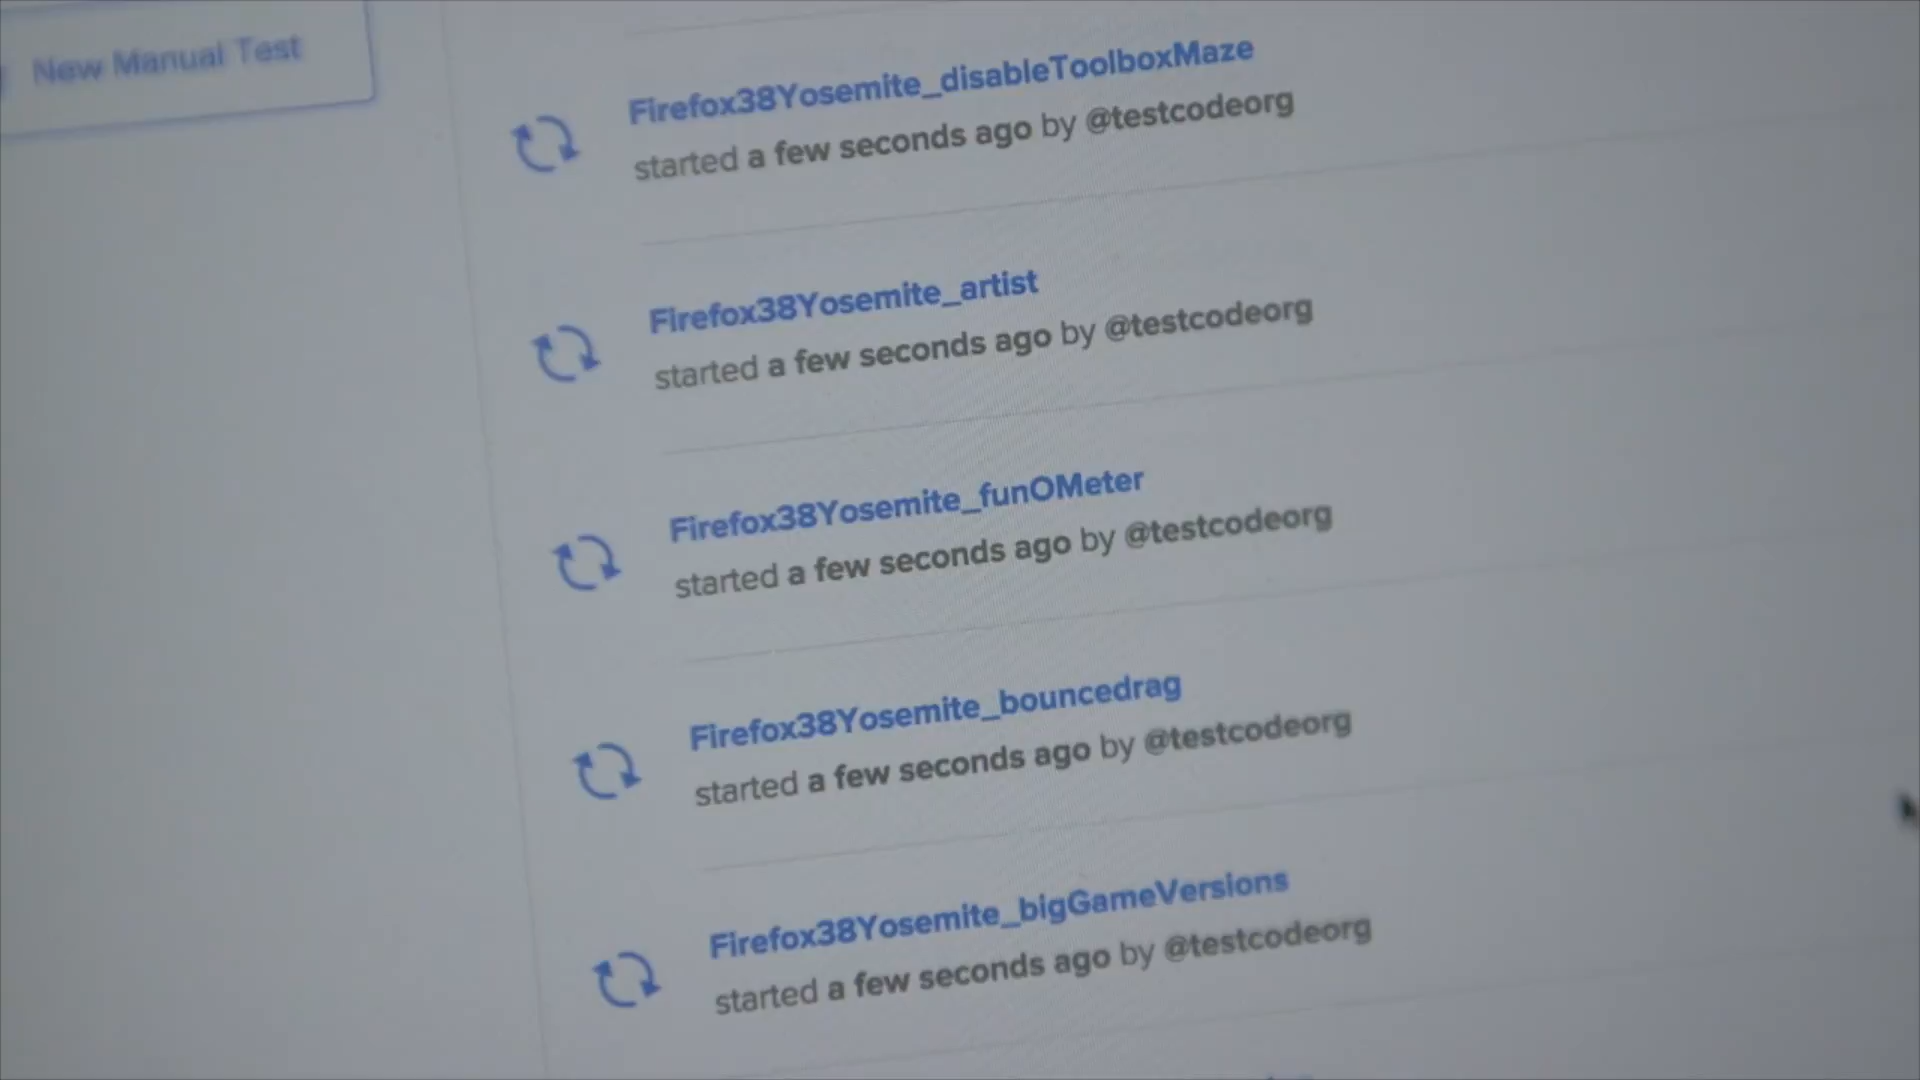 New Manual Test
Firefox38Yosemite_disableToolboxMaze
started a few seconds ago by @testcodeorg
Firefox38Yosemite_artist
started a few seconds ago by @testcodeorg
Firefox38Yosemite_funOMeter
started a few seconds ago by @testcodeorg
Firefox38Yosemite_bouncedrag
started a few seconds ago by @testcodeorg
Firefox38Yosemite_bigGameVersions
started a few seconds ago by @testcodeorg